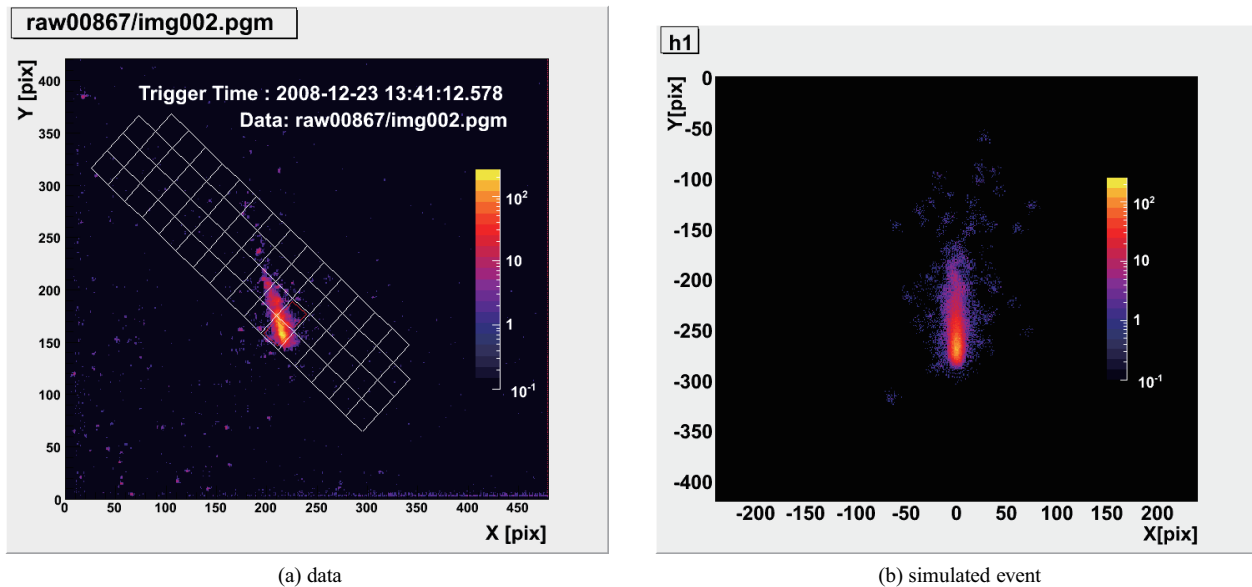 raw00867/img002.pgm
Y [pix]
400
350
300
250
200
150
100
50
0
Trigger Time : 2008-12-23 13:41:12.578
Data: raw00867/img002.pgm
10²
10
1
10⁻¹
0 50 100 150 200 250 300 350 400 450
X [pix]
(a) data
h1
Y[pix]
0
-50
-100
-150
-200
-250
-300
-350
-400
10²
10
1
10⁻¹
-200 -150 -100 -50 0 50 100 150 200
X[pix]
(b) simulated event